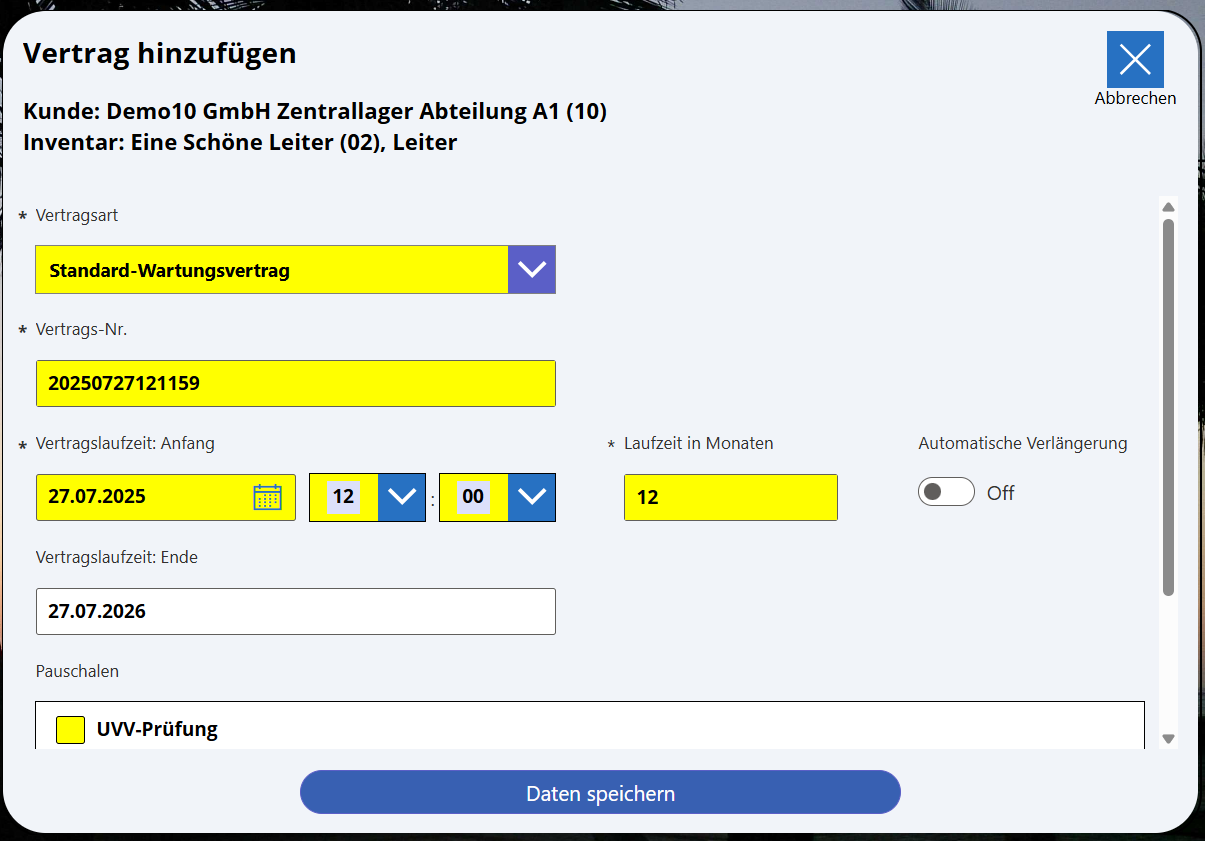 Vertrag hinzufügen
Abbrechen
Kunde: Demo10 GmbH Zentrallager Abteilung A1 (10)
Inventar: Eine Schöne Leiter (02), Leiter
* Vertragsart
Standard-Wartungsvertrag
* Vertrags-Nr.
20250727121159
* Vertragslaufzeit: Anfang * Laufzeit in Monaten Automatische Verlängerung
27.07.2025 12 : 00 12 Off
Vertragslaufzeit: Ende
27.07.2026
Pauschalen
UVV-Prüfung
Daten speichern